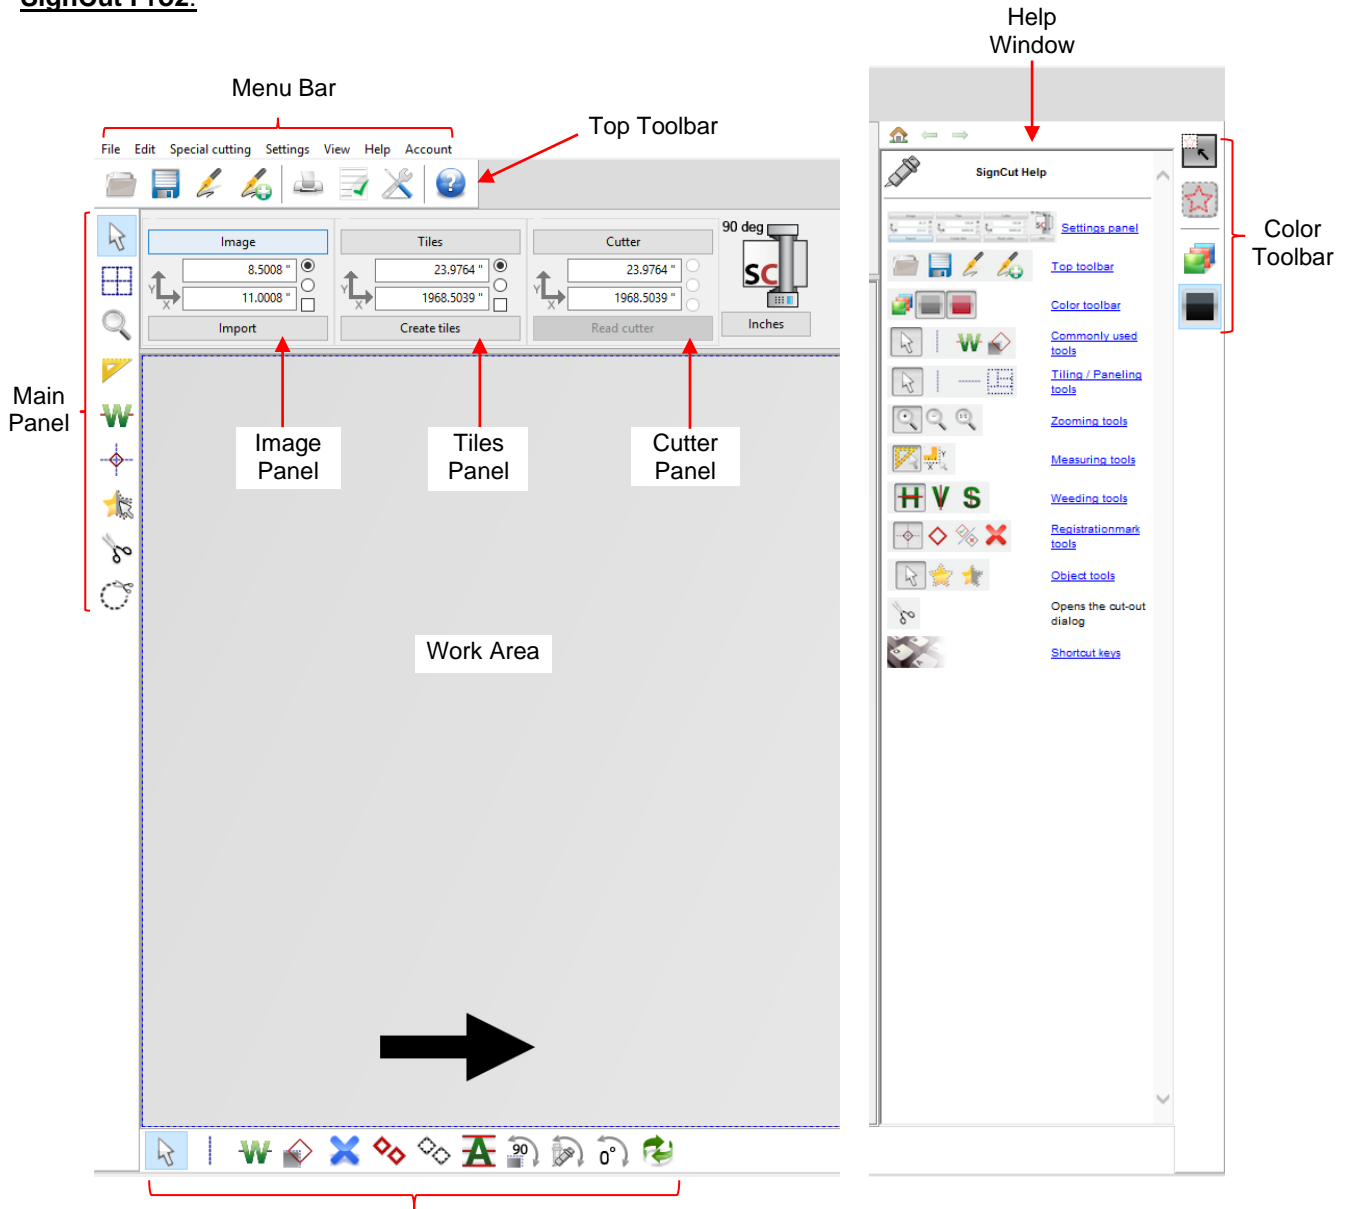 SignCut Pro2:
Help
Window
Menu Bar
Top Toolbar
File Edit Special cutting Settings View Help Account
SignCut Help
Image
Tiles
Cutter
90 deg
8.5008 "
23.9764 "
23.9764 "
Y
Y
Y
SC
11.0008 "
1968.5039 "
1968.5039 "
X
X
X
Import
Create tiles
Read cutter
Inches
Settings panel
Top toolbar
Color toolbar
Commonly used
tools
Tiling / Paneling
tools
Zooming tools
Measuring tools
Weeding tools
Registrationmark
tools
Object tools
Opens the cut-out
dialog
Shortcut keys
Color
Toolbar
Main
Panel
Image
Panel
Tiles
Panel
Cutter
Panel
W
W
H V S
Work Area
W
A
90
0°